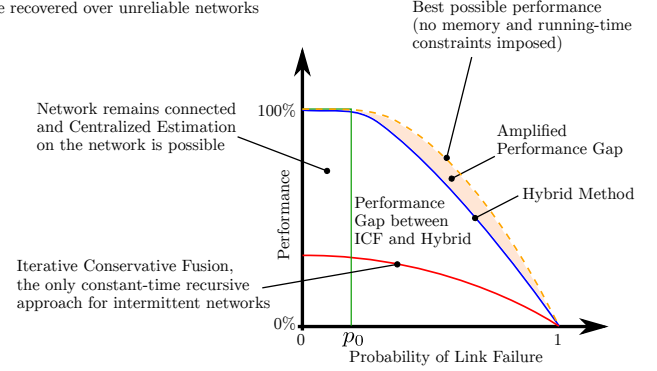 e recovered over unreliable networks
Best possible performance
(no memory and running-time
constraints imposed)
Network remains connected
and Centralized Estimation
on the network is possible
100%
Amplified
Performance Gap
Hybrid Method
Performance
Performance
Gap between
ICF and Hybrid
Iterative Conservative Fusion,
the only constant-time recursive
approach for intermittent networks
0%
0
p0
1
Probability of Link Failure